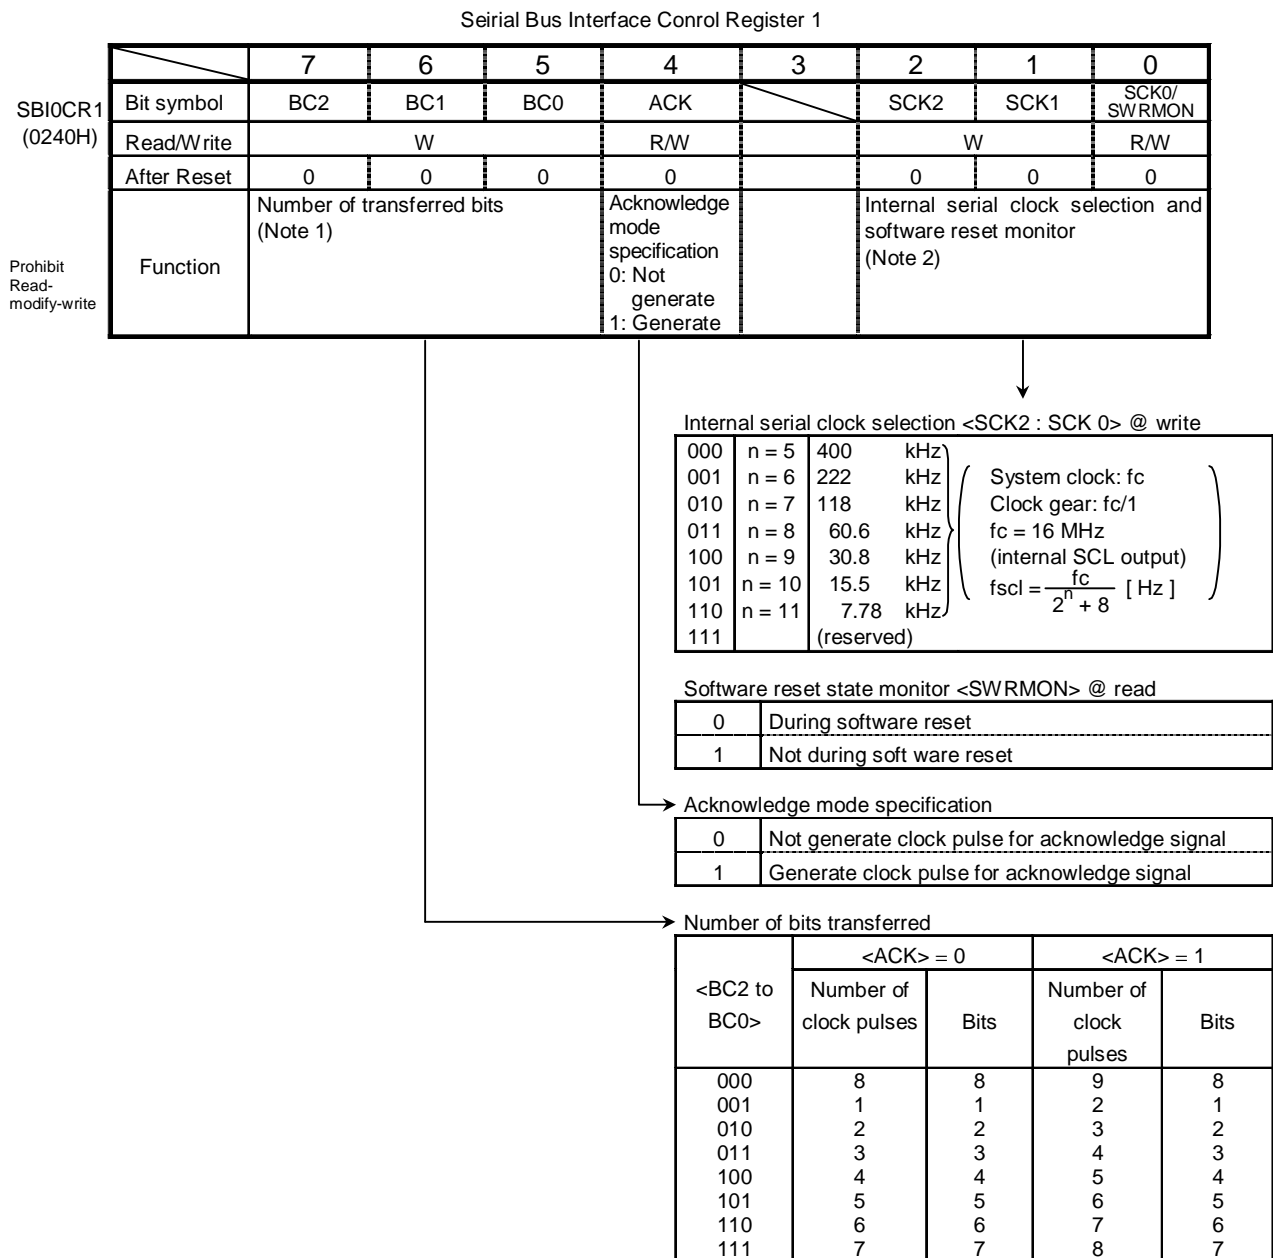 Seirial Bus Interface Conrol Register 1
7 6 5 4 3 2 1 0
SBI0CR1
(0240H)
Bit symbol BC2 BC1 BC0 ACK SCK2 SCK1 SCK0/
SWRMON
Read/Write W R/W W R/W
After Reset 0 0 0 0 0 0 0
Prohibit
Read-
modify-write
Function
Number of transferred bits
(Note 1)
Acknowledge
mode
specification
0: Not
generate
1: Generate
Internal serial clock selection and
software reset monitor
(Note 2)
Internal serial clock selection <SCK2 : SCK 0> @ write
000 n = 5 400 kHz
001 n = 6 222 kHz
010 n = 7 118 kHz
011 n = 8 60.6 kHz
100 n = 9 30.8 kHz
101 n = 10 15.5 kHz
110 n = 11 7.78 kHz
111 (reserved)
System clock: fc
Clock gear: fc/1
fc = 16 MHz
(internal SCL output)
fscl = fc / 2^n + 8 [ Hz ]
Software reset state monitor <SWRMON> @ read
0 During software reset
1 Not during soft ware reset
Acknowledge mode specification
0 Not generate clock pulse for acknowledge signal
1 Generate clock pulse for acknowledge signal
Number of bits transferred
<BC2 to
BC0>
<ACK> = 0 <ACK> = 1
Number of
clock pulses
Bits
Number of
clock
pulses
Bits
000 8 8 9 8
001 1 1 2 1
010 2 2 3 2
011 3 3 4 3
100 4 4 5 4
101 5 5 6 5
110 6 6 7 6
111 7 7 8 7